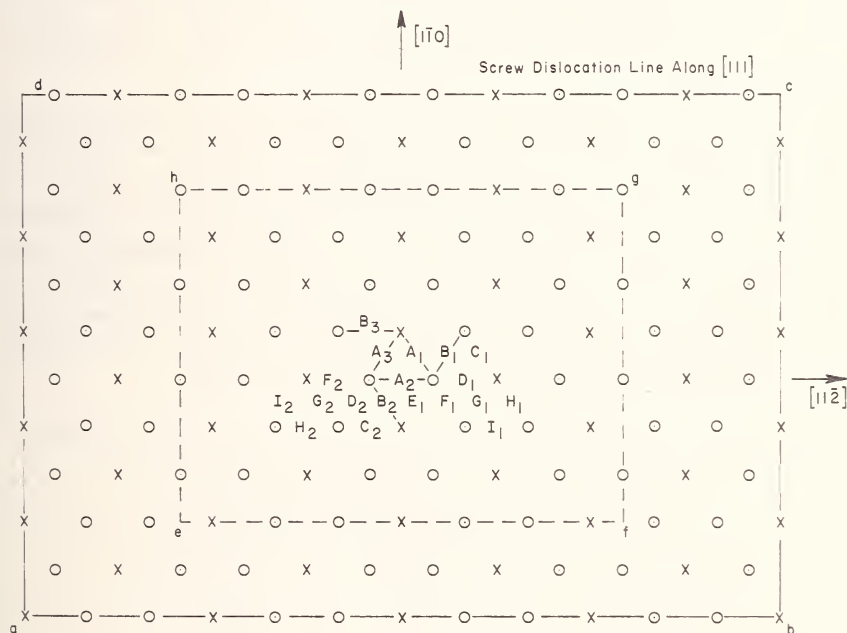 [11̄0]
Screw Dislocation Line Along [111]
d c
h g
B3
A3 A1 B1 C1
F2 A2 D1
[112̄]
I2 G2 D2 B2 E1 F1 G1 H1
H2 C2 I1
e f
a b